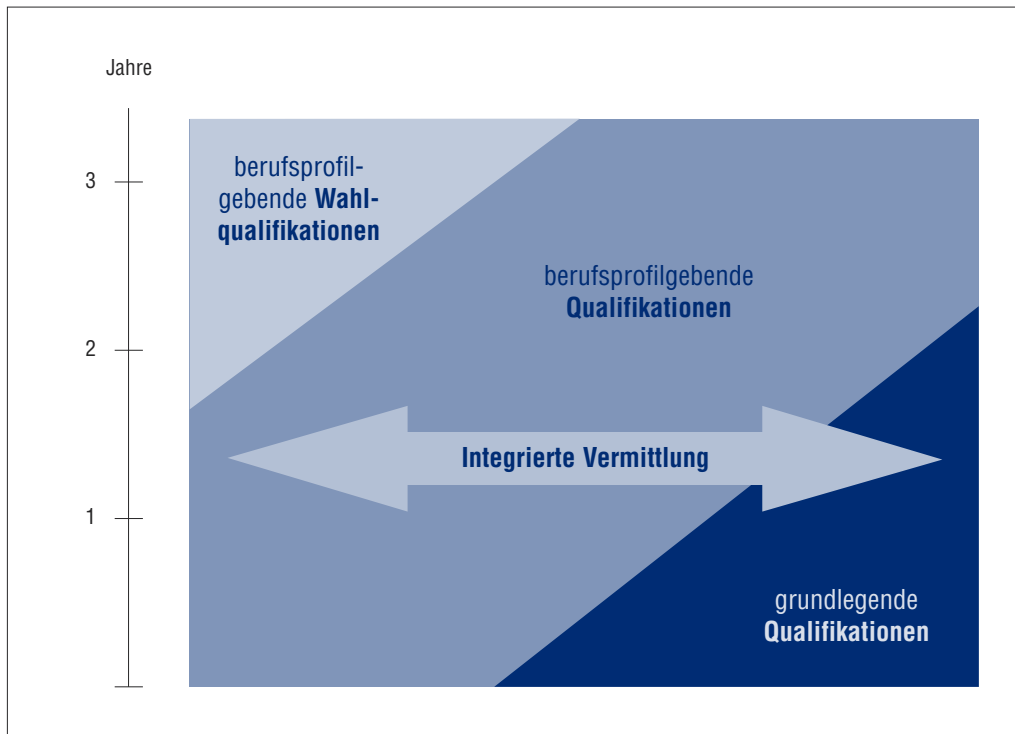 Jahre
3
2
1
berufsprofil-
gebende Wahl-
qualifikationen
berufsprofilgebende
Qualifikationen
Integrierte Vermittlung
grundlegende
Qualifikationen